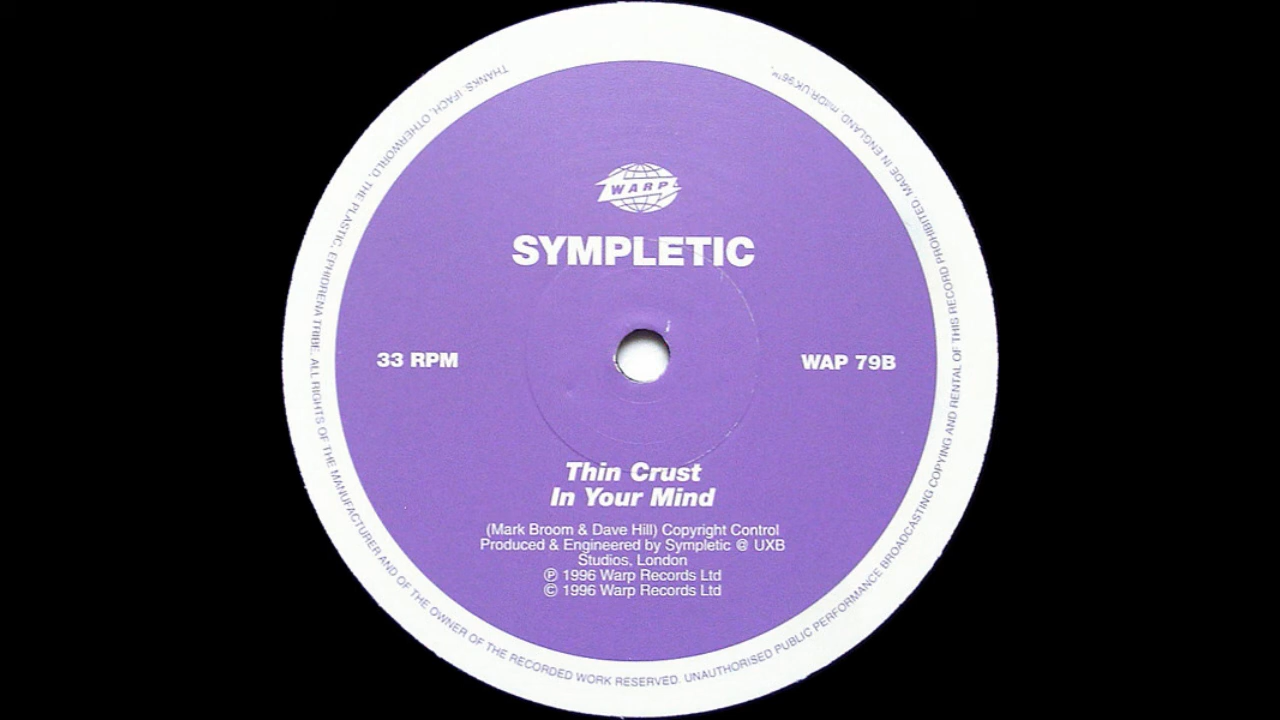 WARP
SYMPLETIC
33 RPM
WAP 79B
Thin Crust
In Your Mind
(Mark Broom & Dave Hill) Copyright Control
Produced & Engineered by Sympletic @ UXB
Studios, London
℗ 1996 Warp Records Ltd
© 1996 Warp Records Ltd
THANKS: IFACH, OTHERWORLD, THE PLASTIC, EPHIDRENA TRIBE. ALL RIGHTS OF THE MANUFACTURER AND OF THE OWNER OF THE RECORDED WORK RESERVED. UNAUTHORISED PUBLIC PERFORMANCE BROADCASTING COPYING AND RENTAL OF THIS RECORD PROHIBITED. MADE IN ENGLAND.